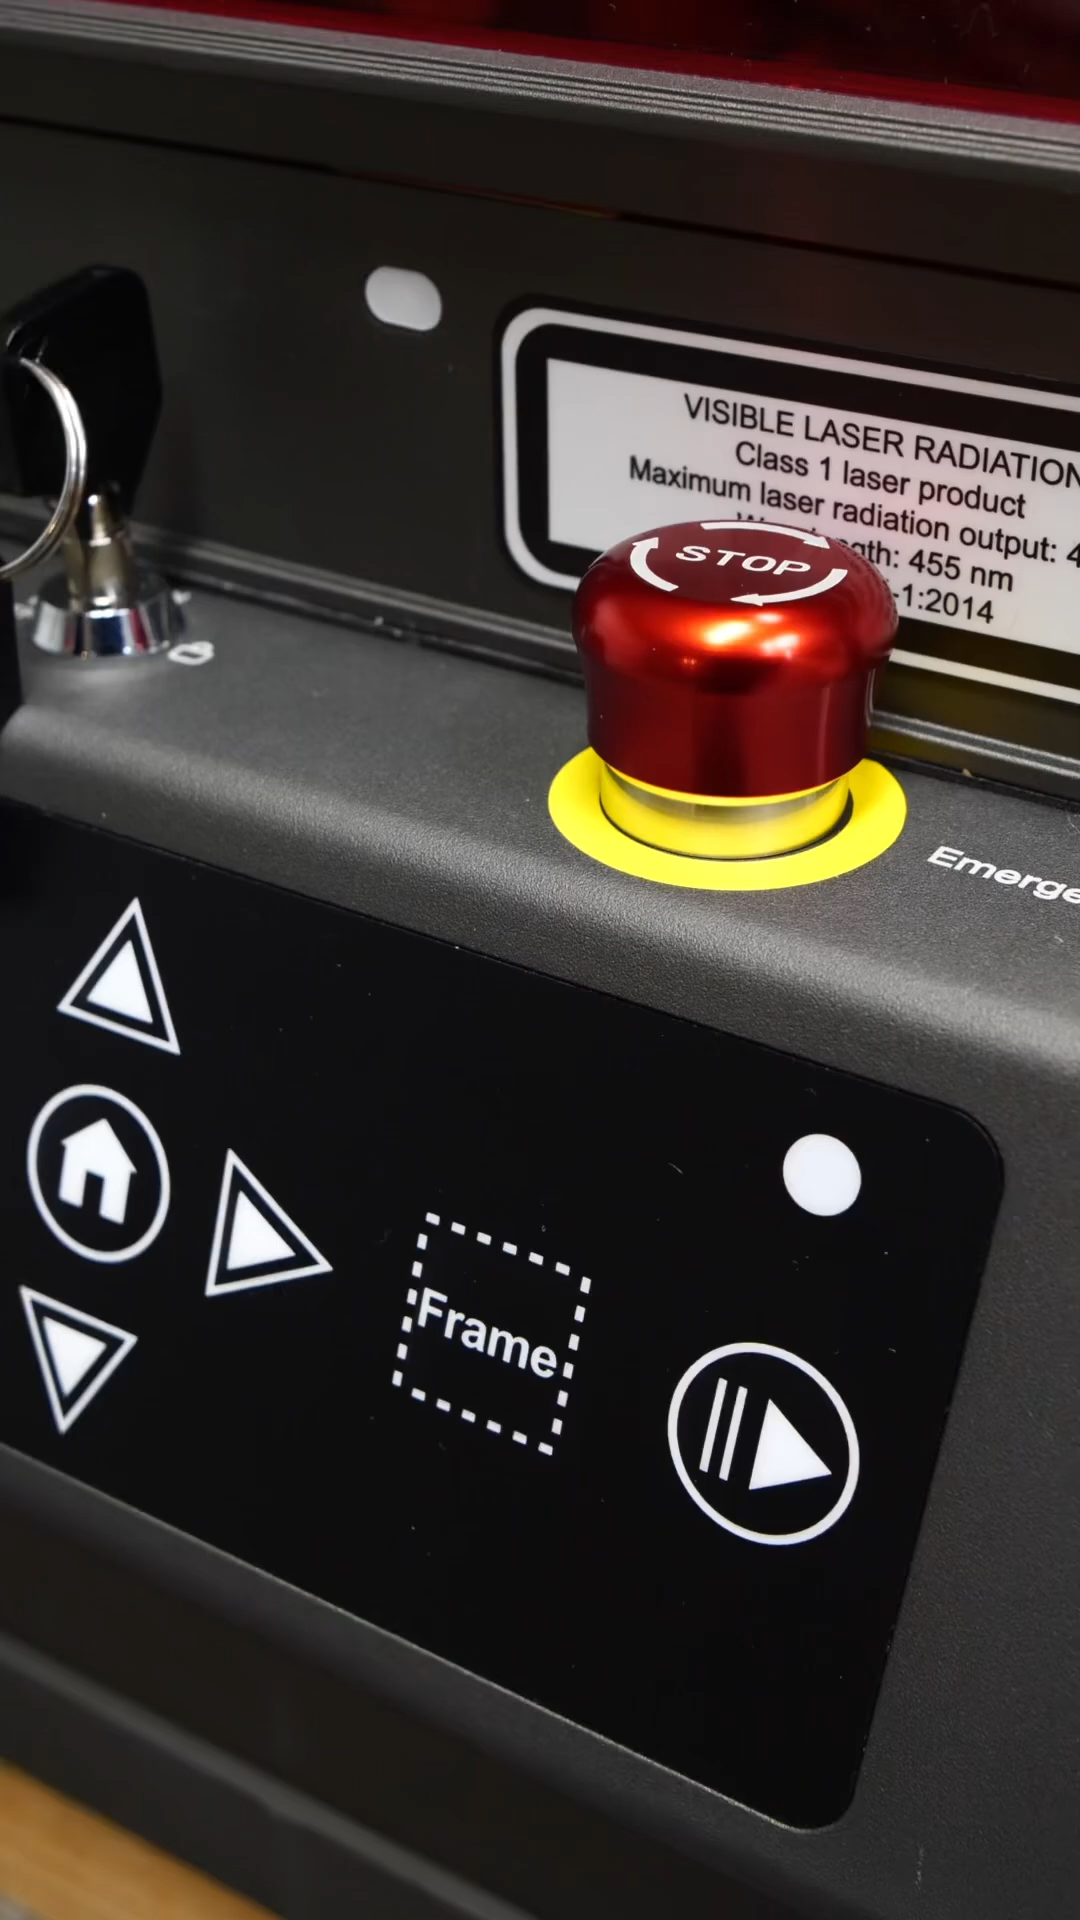 VISIBLE LASER RADIATION
Class 1 laser product
Maximum laser radiation output:
455 nm
STOP
Frame